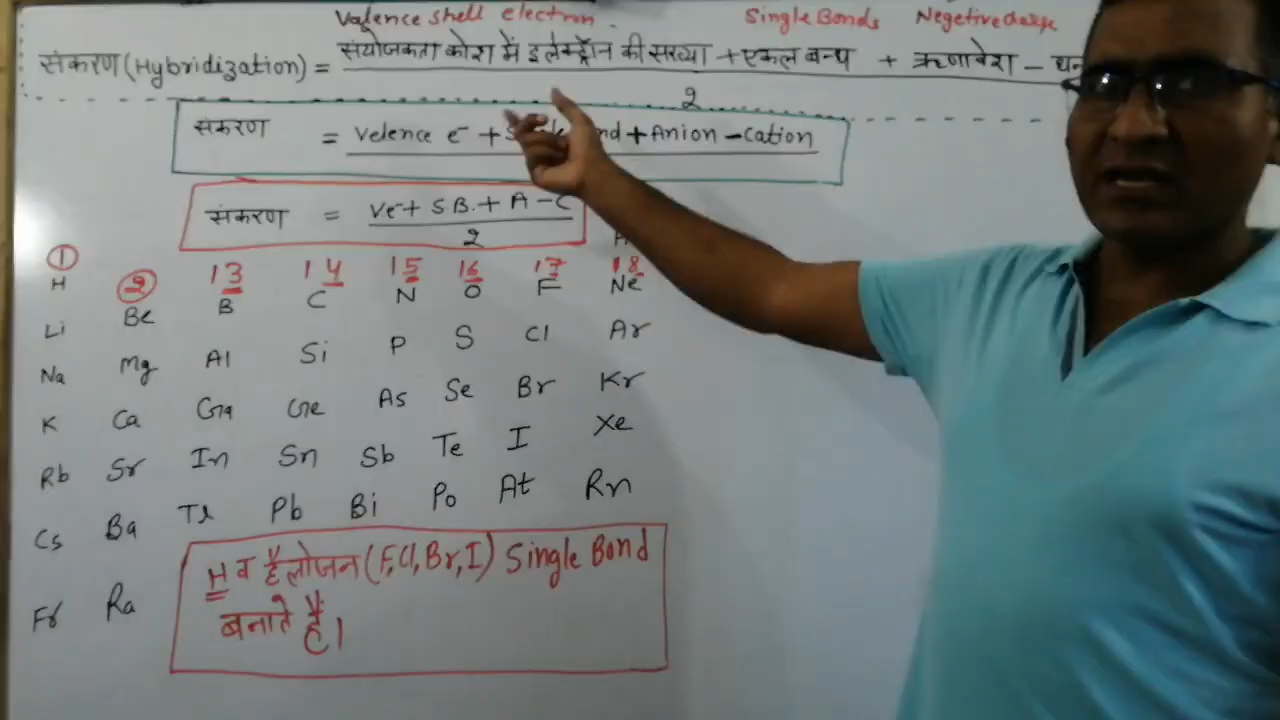 Valence shell electron. Single Bonds Negetive
संकरण (Hybridization) = संयोजकता कोश में इलेक्ट्रॉन की संख्या + एकल बन्ध + ऋणावेश -
2
संकरण = Velence e⁻ + + Anion - Cation
संकरण = Ve⁻ + S B. + A - C
2
1 2 13 14 15 16 17 18
H Be B C N O F Ne
Li Mg Al Si P S Cl Ar
Na Ca Ga Ge As Se Br Kr
K Sr In Sn Sb Te I Xe
Rb Ba Tl Pb Bi Po At Rn
Cs Ra
Fr
H व हैलोजन (F, Cl, Br, I) Single Bond
बनाते हैं।